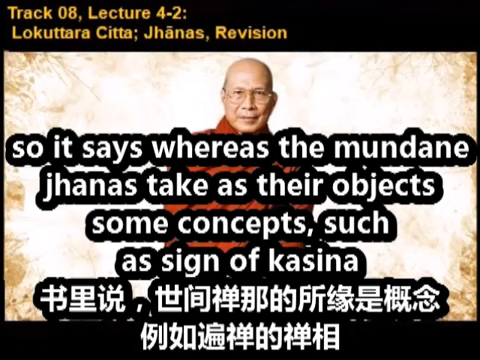 Track 08, Lecture 4-2:
Lokuttara Citta; Jhānas, Revision
so it says whereas the mundane
jhanas take as their objects
some concepts, such
as sign of kasina
书里说，世间禅那的所缘是概念
例如遍禅的禅相